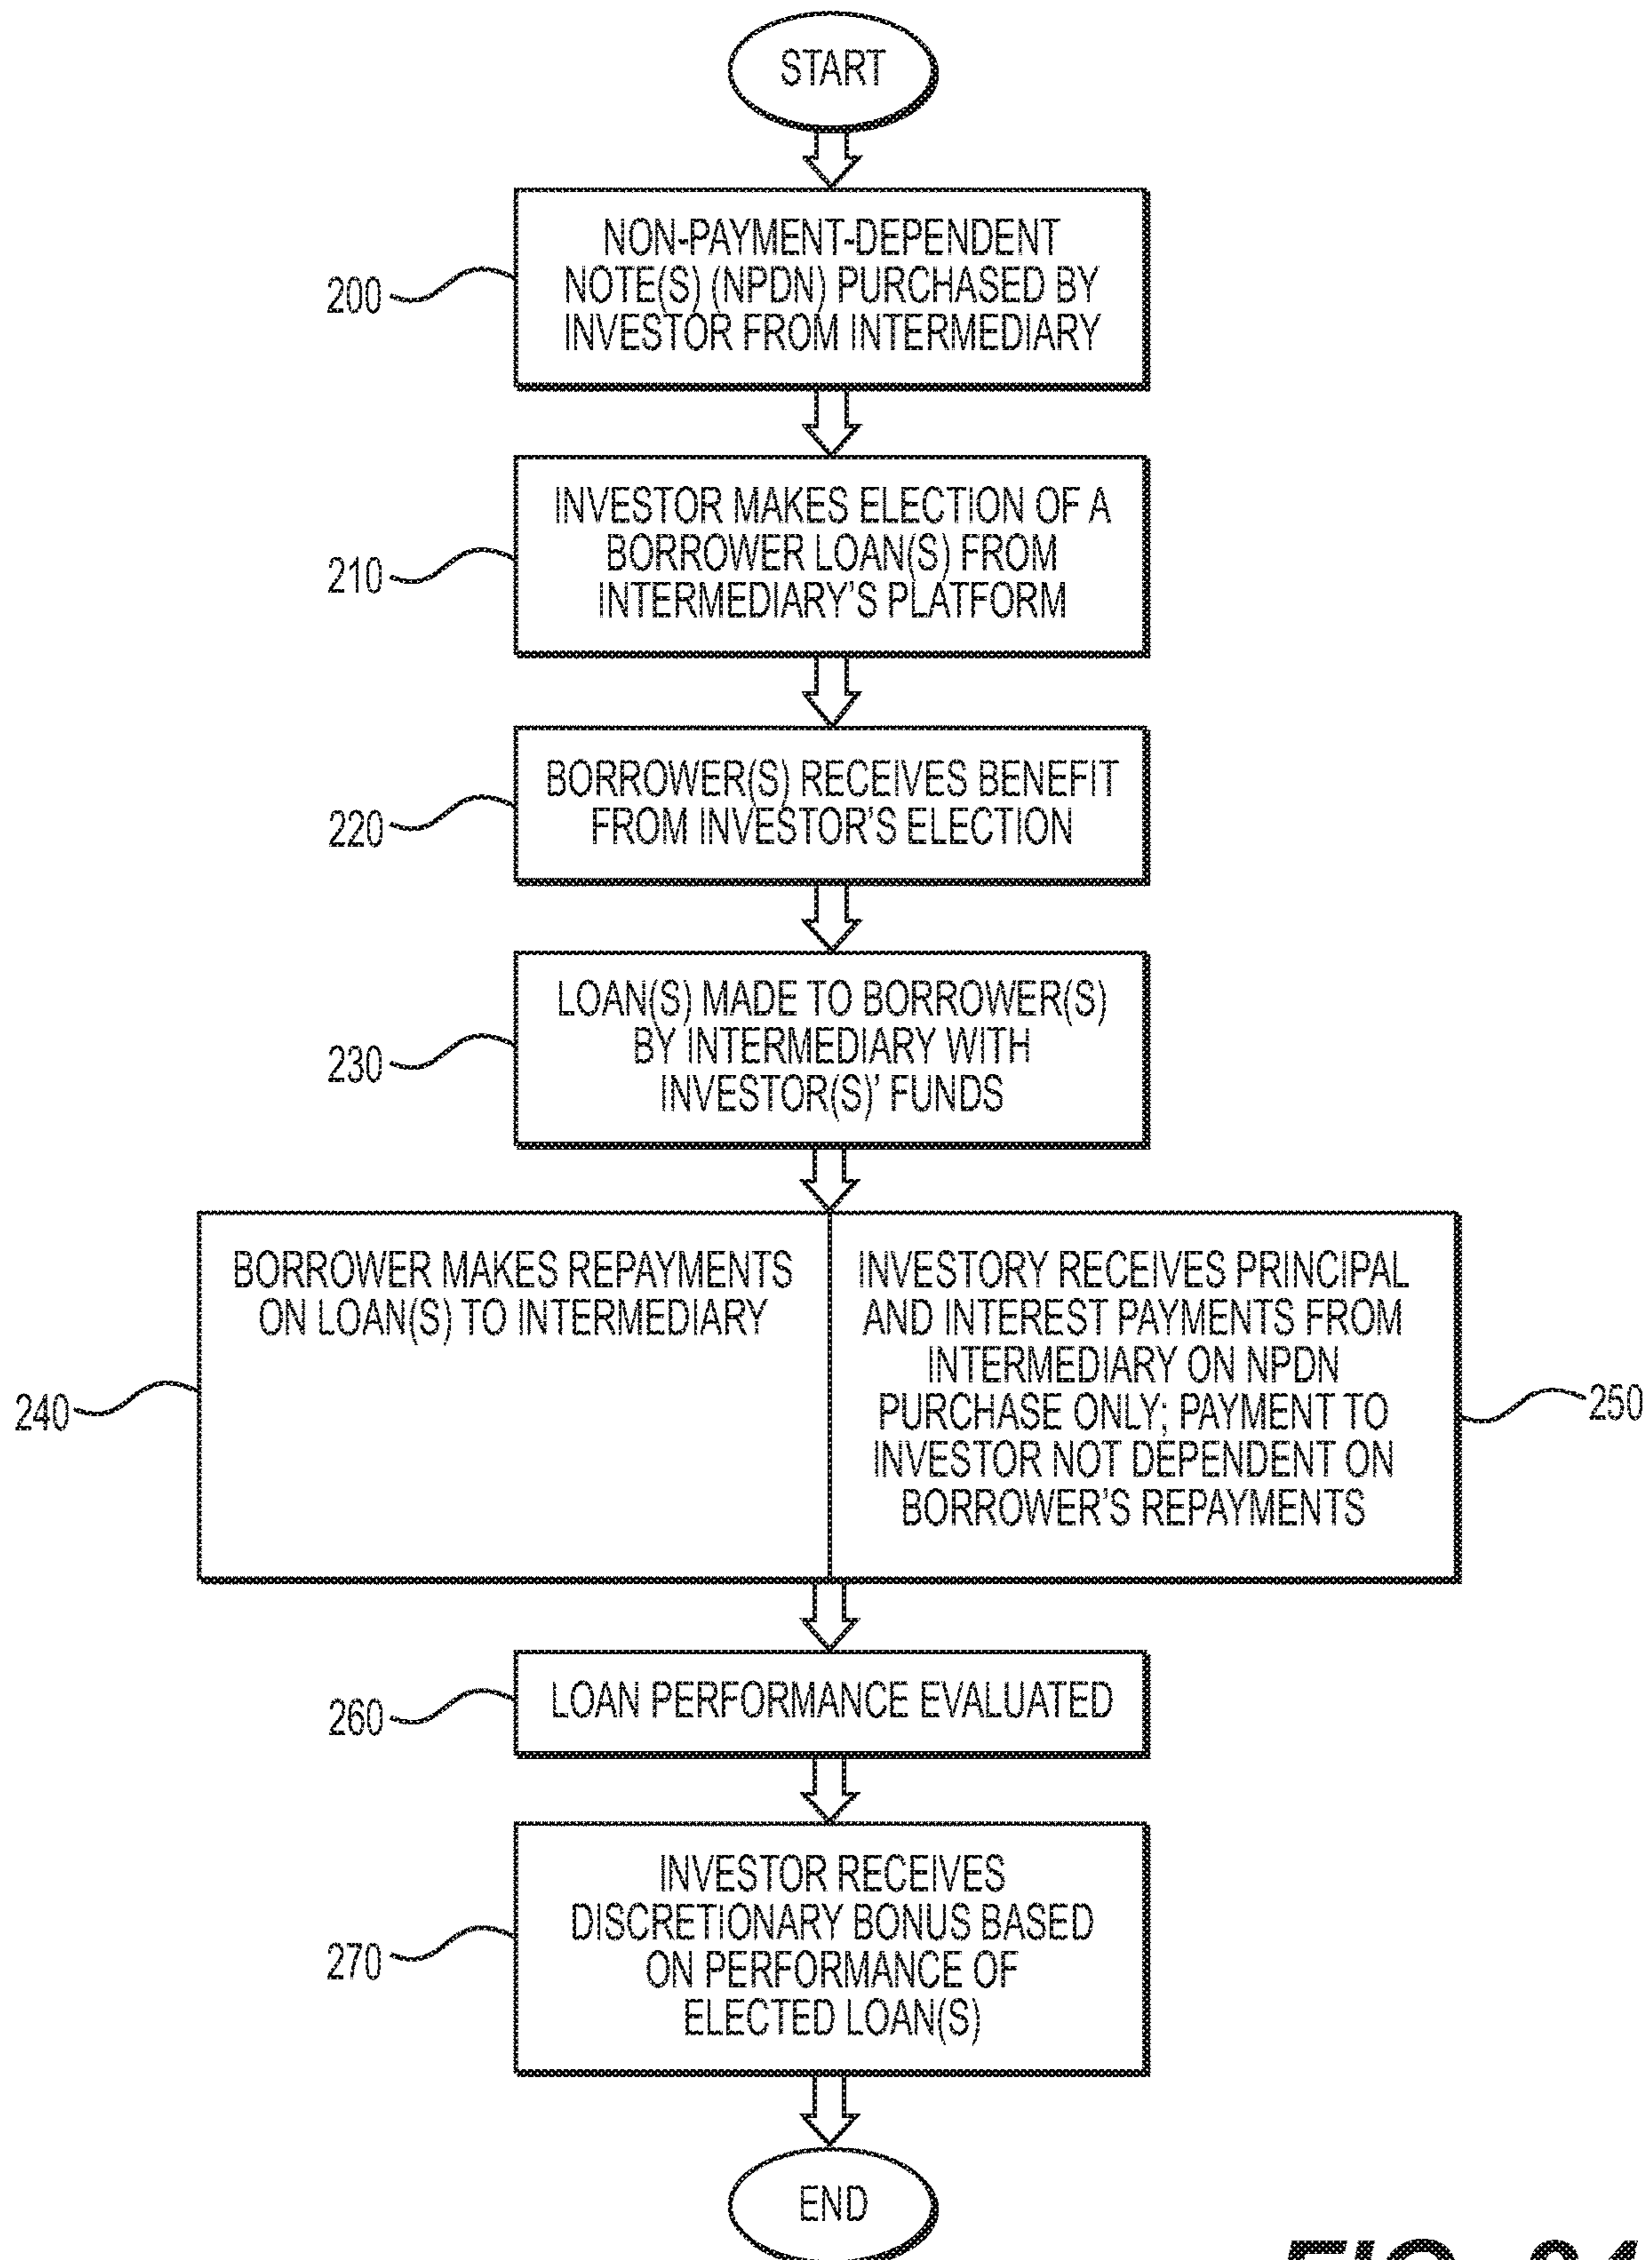 START
NON-PAYMENT-DEPENDENT
NOTE(S) (NPDN) PURCHASED BY
INVESTOR FROM INTERMEDIARY
200
INVESTOR MAKES ELECTION OF A
BORROWER LOAN(S) FROM
INTERMEDIARY'S PLATFORM
210
BORROWER(S) RECEIVES BENEFIT
FROM INVESTOR'S ELECTION
220
LOAN(S) MADE TO BORROWER(S)
BY INTERMEDIARY WITH
INVESTOR(S)' FUNDS
230
BORROWER MAKES REPAYMENTS
ON LOAN(S) TO INTERMEDIARY
240
INVESTORY RECEIVES PRINCIPAL
AND INTEREST PAYMENTS FROM
INTERMEDIARY ON NPDN
PURCHASE ONLY; PAYMENT TO
INVESTOR NOT DEPENDENT ON
BORROWER'S REPAYMENTS
250
LOAN PERFORMANCE EVALUATED
260
INVESTOR RECEIVES
DISCRETIONARY BONUS BASED
ON PERFORMANCE OF
ELECTED LOAN(S)
270
END